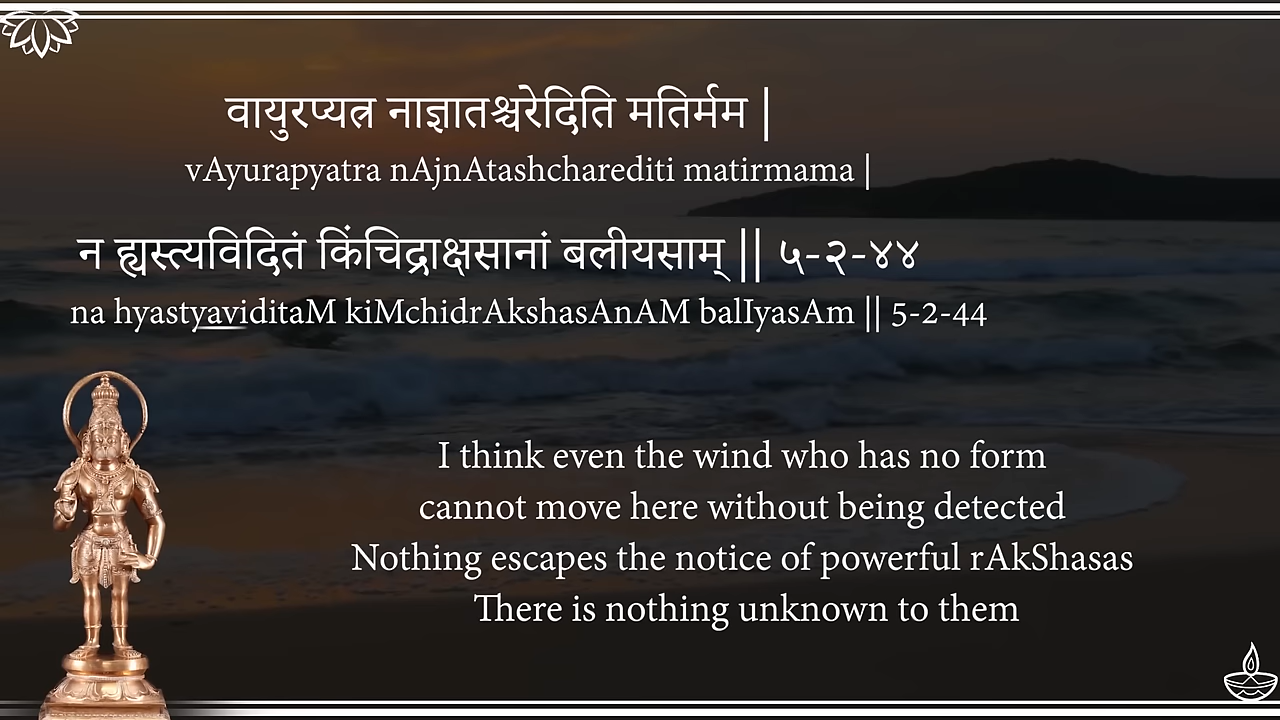 वायुरप्यत्र नाज्ञातश्चरेदिति मतिर्मम |
vAyurapyatra nAjnAtashcharediti matirmama |
न ह्यस्त्यविदितं किंचिद्राक्षसानां बलीयसाम् || ५-२-४४
na hyastyaviditaM kiMchidrAkshasAnAM balIyasAm || 5-2-44
I think even the wind who has no form
cannot move here without being detected
Nothing escapes the notice of powerful rAkShasas
There is nothing unknown to them